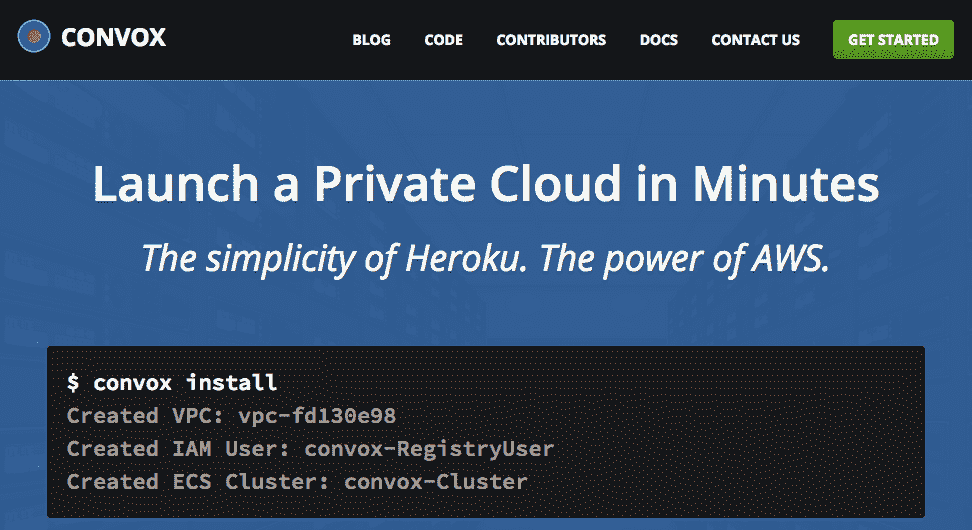 CONVOX
BLOG CODE CONTRIBUTORS DOCS CONTACT US GET STARTED
Launch a Private Cloud in Minutes
The simplicity of Heroku. The power of AWS.
$ convox install
Created VPC: vpc-fd130e98
Created IAM User: convox-RegistryUser
Created ECS Cluster: convox-Cluster